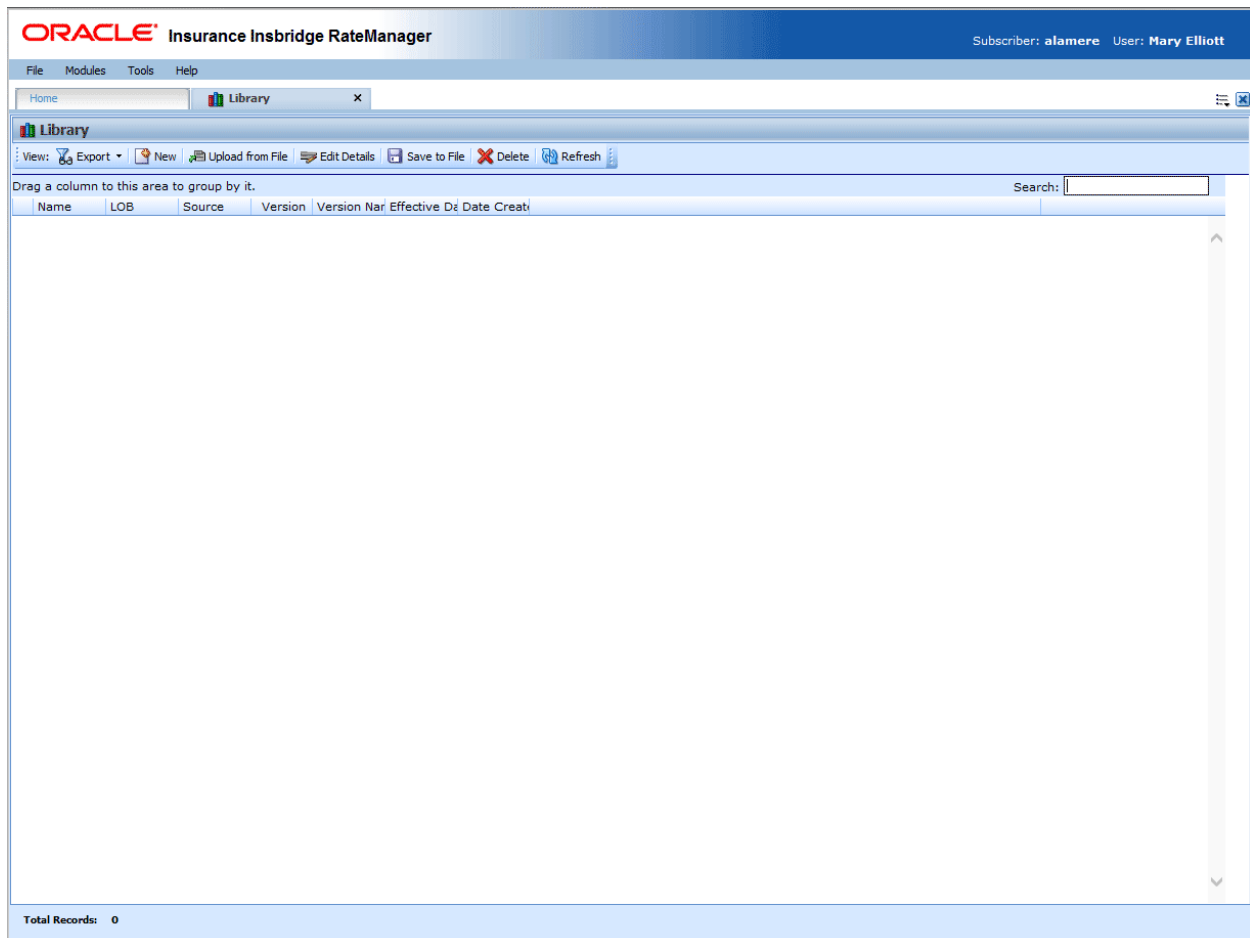 ORACLE® Insurance Insbridge RateManager
Subscriber: alamere User: Mary Elliott
File Modules Tools Help
Home Library x
Library
View: Export New Upload from File Edit Details Save to File Delete Refresh
Drag a column to this area to group by it. Search:
Name LOB Source Version Version Nar Effective Da Date Creat
Total Records: 0